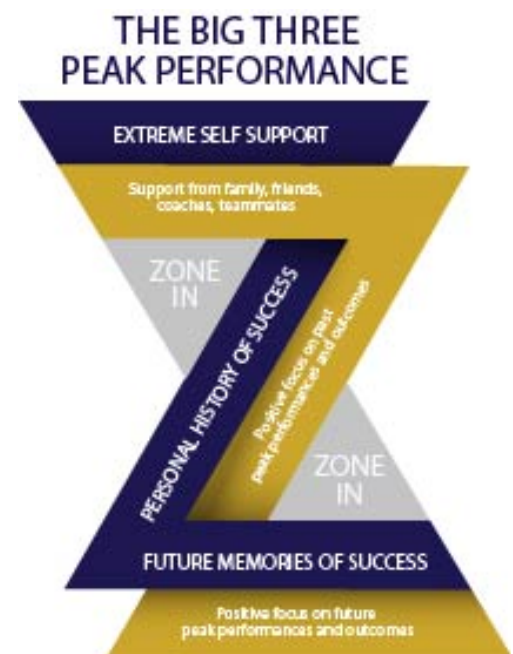 THE BIG THREE
PEAK PERFORMANCE
EXTREME SELF SUPPORT
Support from family, friends,
coaches, teammates
ZONE
IN
PERSONAL HISTORY OF SUCCESS
Positive focus on past
peak performances and outcomes
ZONE
IN
FUTURE MEMORIES OF SUCCESS
Positive focus on future
peak performances and outcomes